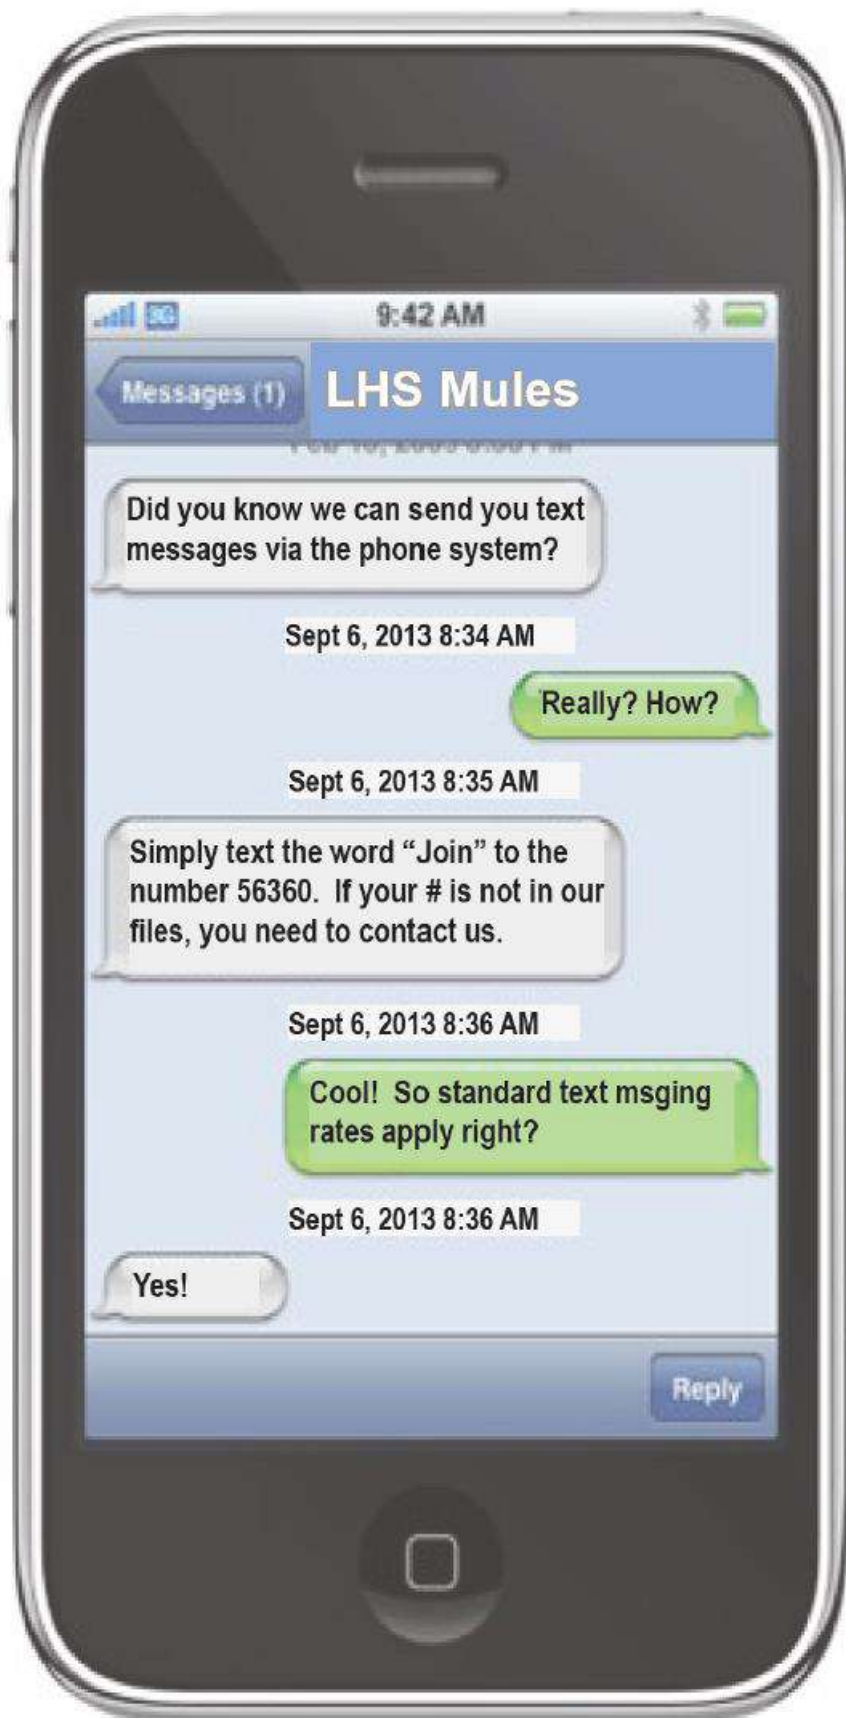 3G 9:42 AM
Messages (1) LHS Mules
Did you know we can send you text
messages via the phone system?
Sept 6, 2013 8:34 AM
Really? How?
Sept 6, 2013 8:35 AM
Simply text the word “Join” to the
number 56360. If your # is not in our
files, you need to contact us.
Sept 6, 2013 8:36 AM
Cool! So standard text msging
rates apply right?
Sept 6, 2013 8:36 AM
Yes!
Reply